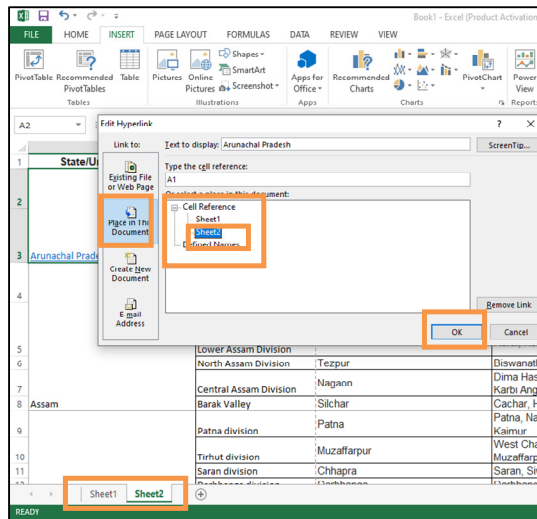 Book1 - Excel (Product Activation
FILE HOME INSERT PAGE LAYOUT FORMULAS DATA REVIEW VIEW
PivotTable Recommended PivotTables Table
Tables
Pictures Online Pictures Shapes SmartArt Screenshot
Illustrations
Apps for Office
Apps
Recommended Charts PivotChart
Charts
Power View
Report
A2
Edit Hyperlink ? X
Link to: Text to display: Arunachal Pradesh ScreenTip...
Existing File or Web Page
Place in This Document
Create New Document
E-mail Address
Type the cell reference:
A1
Or select a place in this document:
Cell Reference
Sheet1
Sheet2
Defined Names
Remove Link
OK Cancel
1 State/U
2
3 Arunachal Prade
4
5 Lower Assam Division
6 North Assam Division Tezpur Biswanath
7 Central Assam Division Nagaon Dima Has
Karbi Ang
8 Assam Barak Valley Silchar Cachar, H
9 Patna division Patna Patna, Na
Kaimur
10 Tirhut division Muzaffarpur West Cha
Muzaffarp
11 Saran division Chhapra Saran, Si
Sheet1 Sheet2
READY